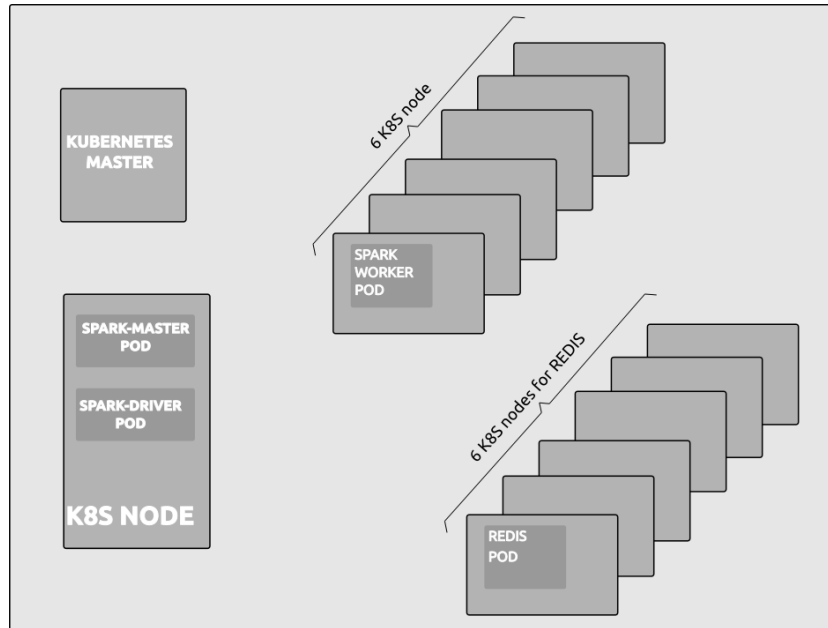 KUBERNETES
MASTER
SPARK-MASTER
POD
SPARK-DRIVER
POD
K8S NODE
6 K8S node
SPARK
WORKER
POD
6 K8S nodes for REDIS
REDIS
POD